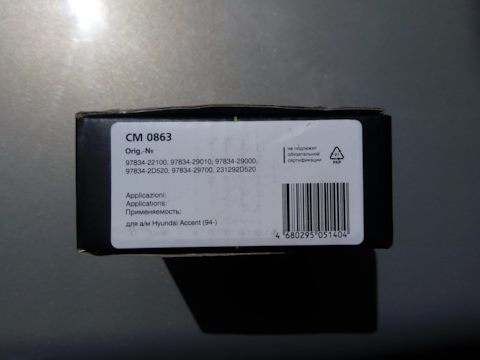 CM 0863
Orig.-№
97834-22100, 97834-29010, 97834-29000,
97834-2D520, 97834-29700, 231292D520
не подлежит
обязательной
сертификации
PAP
Applicazioni:
Applications:
Применяемость:
для а/м Hyundai Accent (94-)
4 680295 051404